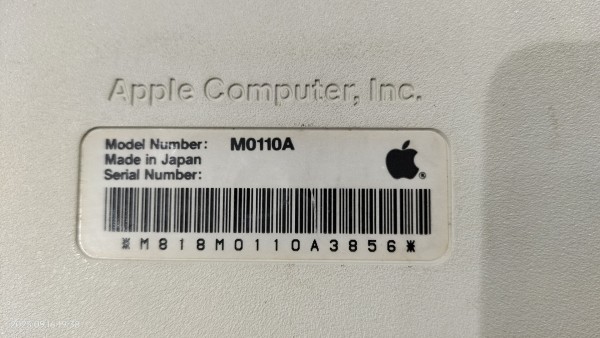 Apple Computer, Inc.
Model Number: M0110A
Made in Japan
Serial Number:
*M818M0110A3856*